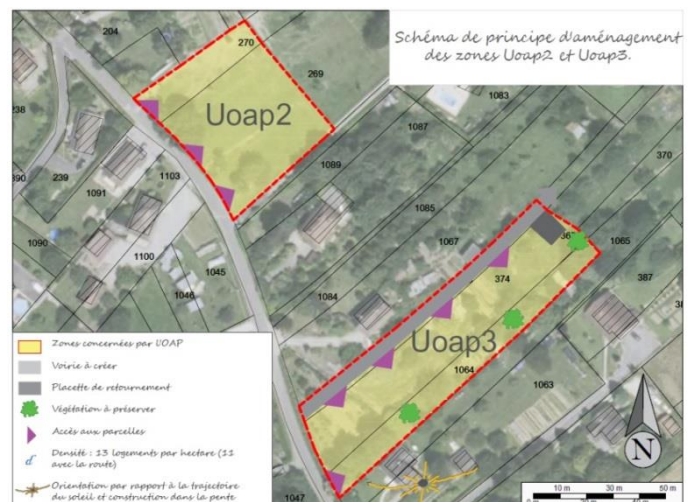 Schéma de principe d'aménagement
des zones Uoap2 et Uoap3.
204
270
269
Uoap2
238
239
1091
1103
1089
1083
1087
370
1090
1100
1045
1046
1085
1067
1084
374
1065
387
Uoap3
1064
1063
1047
Zones concernées par l'OAP
Voirie à créer
Placette de retournement
Végétation à préserver
Accès aux parcelles
d Densité : 13 logements par hectare (11
avec la route)
Orientation par rapport à la trajectoire
du soleil et construction dans la pente
N
10 m 30 m 50 m